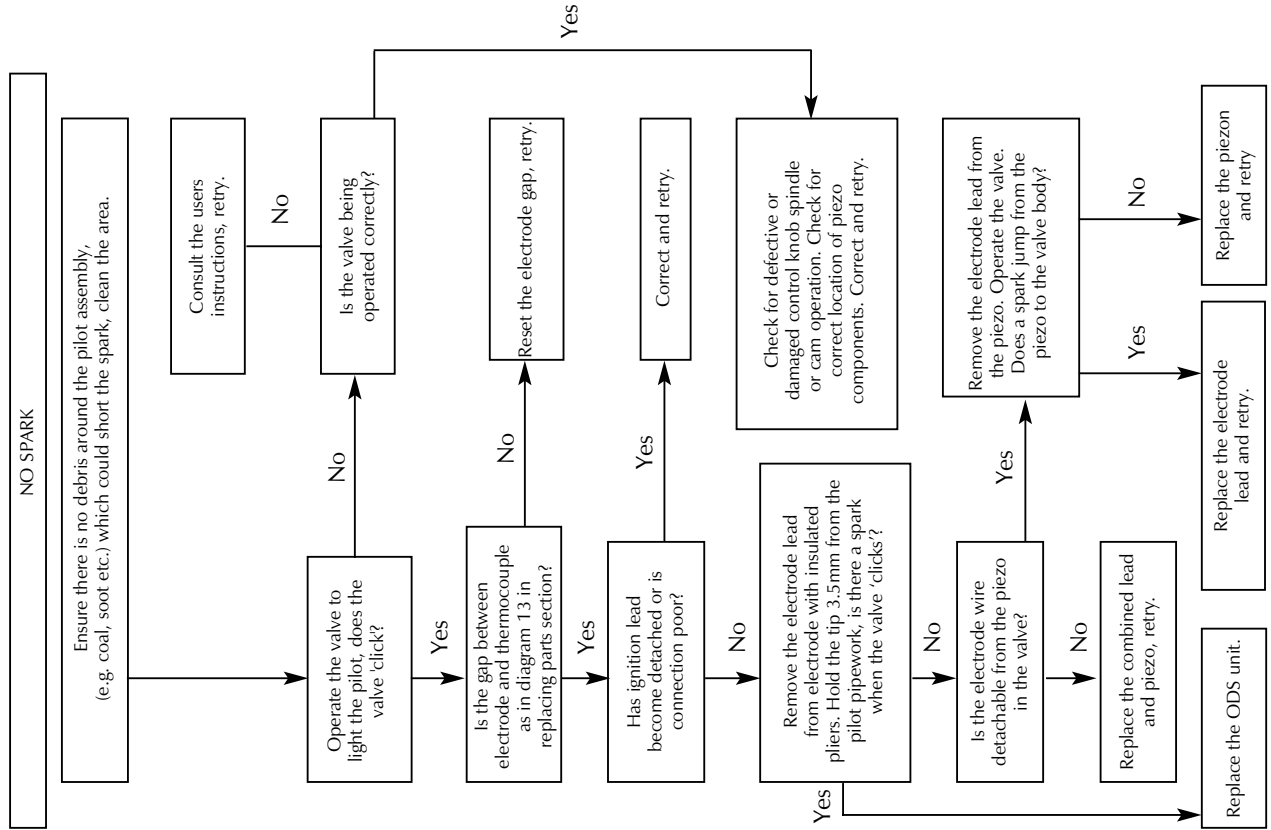 NO SPARK
Ensure there is no debris around the pilot assembly,
(e.g. coal, soot etc.) which could short the spark, clean the area.
Operate the valve to
light the pilot, does the
valve 'click'?
No
Is the valve being
operated correctly?
No
Consult the users
instructions, retry.
Yes
Check for defective or
damaged control knob spindle
or cam operation. Check for
correct location of piezo
components. Correct and retry.
Yes
Is the gap between
electrode and thermocouple
as in diagram 13 in
replacing parts section?
No
Reset the electrode gap, retry.
Yes
Has ignition lead
become detached or is
connection poor?
Yes
Correct and retry.
No
Remove the electrode lead
from electrode with insulated
pliers. Hold the tip 3.5mm from the
pilot pipework, is there a spark
when the valve 'clicks'?
Yes
Replace the ODS unit.
No
Is the electrode wire
detachable from the piezo
in the valve?
No
Replace the combined lead
and piezo, retry.
Yes
Remove the electrode lead from
the piezo. Operate the valve.
Does a spark jump from the
piezo to the valve body?
Yes
Replace the electrode
lead and retry.
No
Replace the piezon
and retry